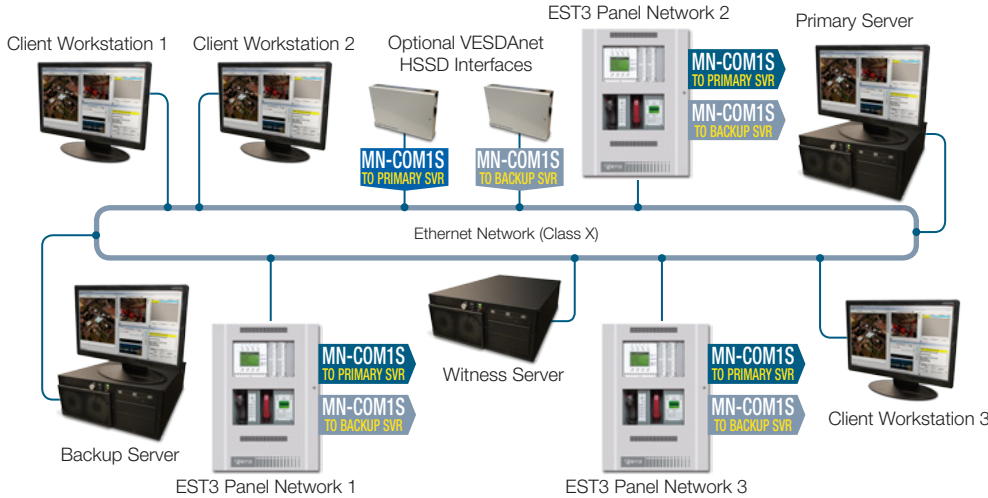 EST3 Panel Network 2
Primary Server
Client Workstation 1
Client Workstation 2
Optional VESDAnet
HSSD Interfaces
MN-COM1S
TO PRIMARY SVR
MN-COM1S
TO BACKUP SVR
MN-COM1S
TO PRIMARY SVR
MN-COM1S
TO BACKUP SVR
Ethernet Network (Class X)
MN-COM1S
TO PRIMARY SVR
MN-COM1S
TO BACKUP SVR
Witness Server
MN-COM1S
TO PRIMARY SVR
MN-COM1S
TO BACKUP SVR
Client Workstation 3
Backup Server
EST3 Panel Network 1
EST3 Panel Network 3